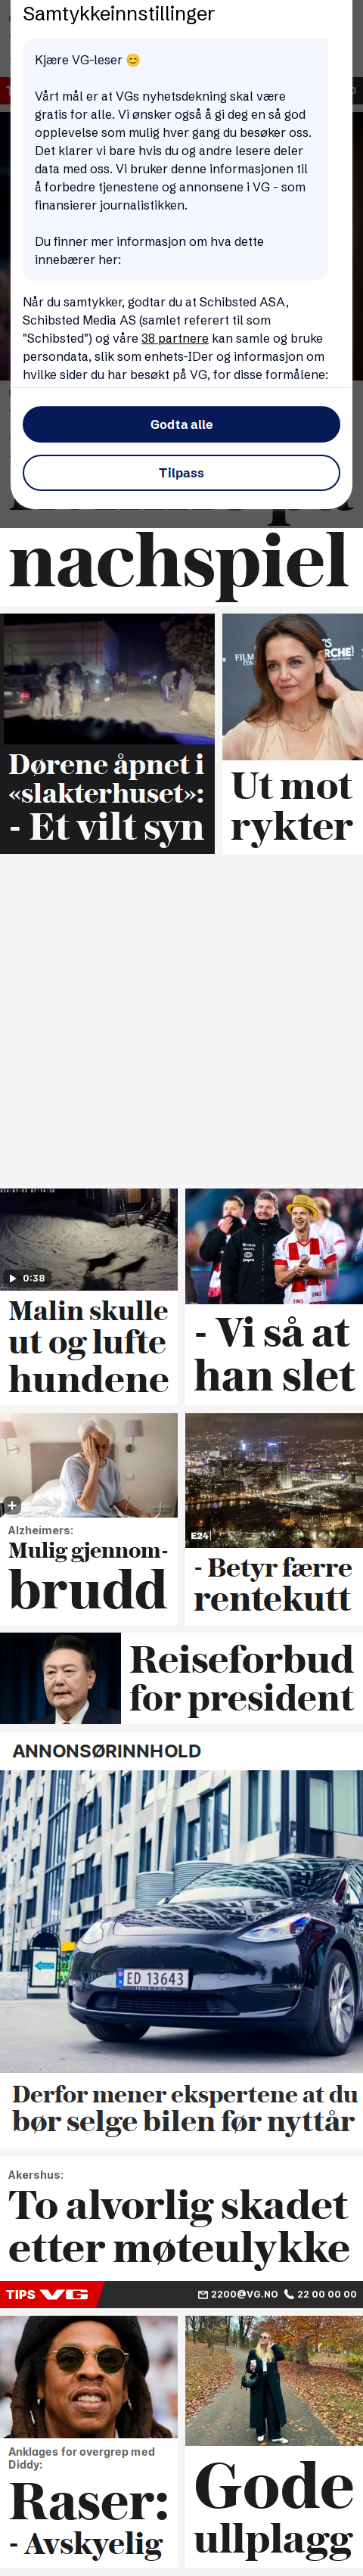 Samtykkeinnstillinger
Kjære VG-leser 😊
Vårt mål er at VGs nyhetsdekning skal være
gratis for alle. Vi ønsker også å gi deg en så god
opplevelse som mulig hver gang du besøker oss.
Det klarer vi bare hvis du og andre lesere deler
data med oss. Vi bruker denne informasjonen til
å forbedre tjenestene og annonsene i VG - som
finansierer journalistikken.
Du finner mer informasjon om hva dette
innebærer her:
Når du samtykker, godtar du at Schibsted ASA,
Schibsted Media AS (samlet referert til som
"Schibsted") og våre 38 partnere kan samle og bruke
persondata, slik som enhets-IDer og informasjon om
hvilke sider du har besøkt på VG, for disse formålene:
Godta alle
Tilpass
nachspiel
Dørene åpnet i
«slakterhuset»:
- Et vilt syn
Ut mot
rykter
0:38
Malin skulle
ut og lufte
hundene
- Vi så at
han slet
Alzheimers:
Mulig gjennom-
brudd
E24
- Betyr færre
rentekutt
Reiseforbud
for president
ANNONSØRINNHOLD
ED 13643
Derfor mener ekspertene at du
bør selge bilen før nyttår
Akershus:
To alvorlig skadet
etter møteulykke
TIPS VG 2200@VG.NO 22 00 00 00
Anklages for overgrep med
Diddy:
Raser:
- Avskyelig
Gode
ullplagg